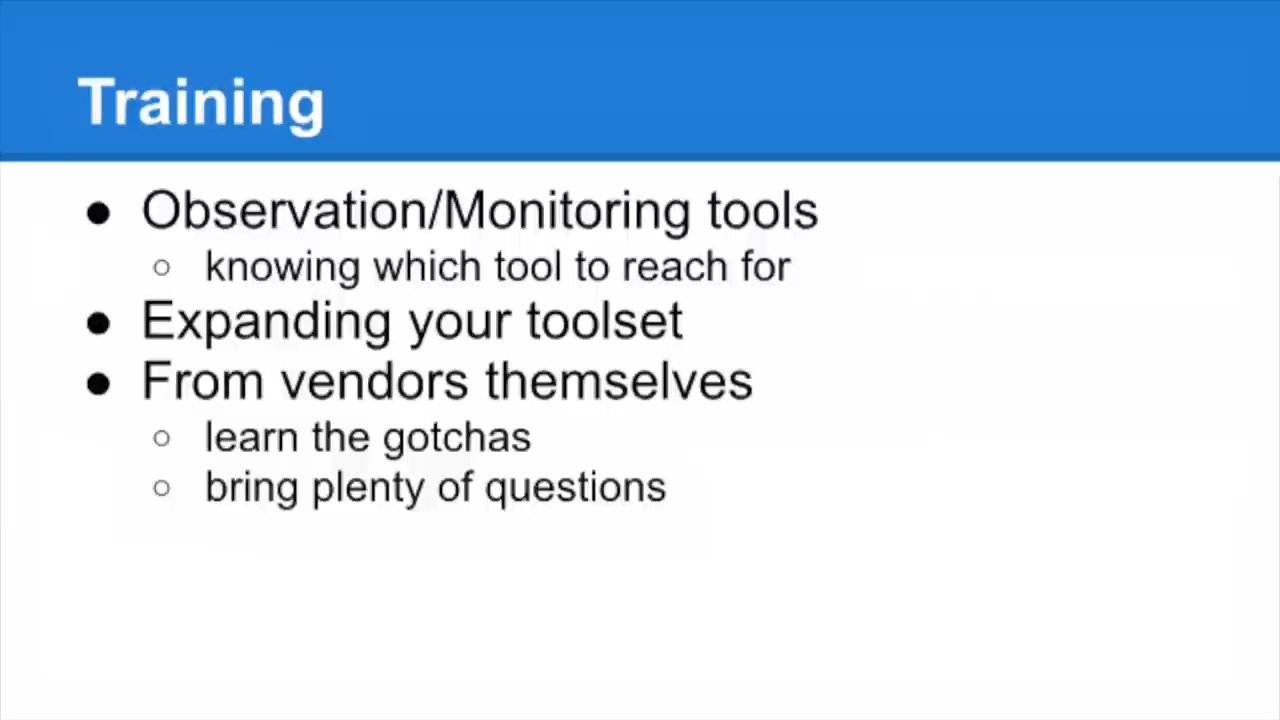 Training
● Observation/Monitoring tools
○ knowing which tool to reach for
● Expanding your toolset
● From vendors themselves
○ learn the gotchas
○ bring plenty of questions